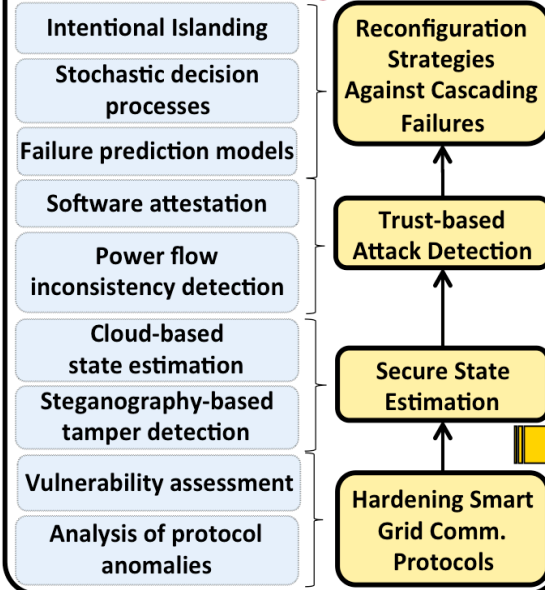 Intentional Islanding
Stochastic decision
processes
Failure prediction models
Software attestation
Power flow
inconsistency detection
Cloud-based
state estimation
Steganography-based
tamper detection
Vulnerability assessment
Analysis of protocol
anomalies
Reconfiguration
Strategies
Against Cascading
Failures
Trust-based
Attack Detection
Secure State
Estimation
Hardening Smart
Grid Comm.
Protocols